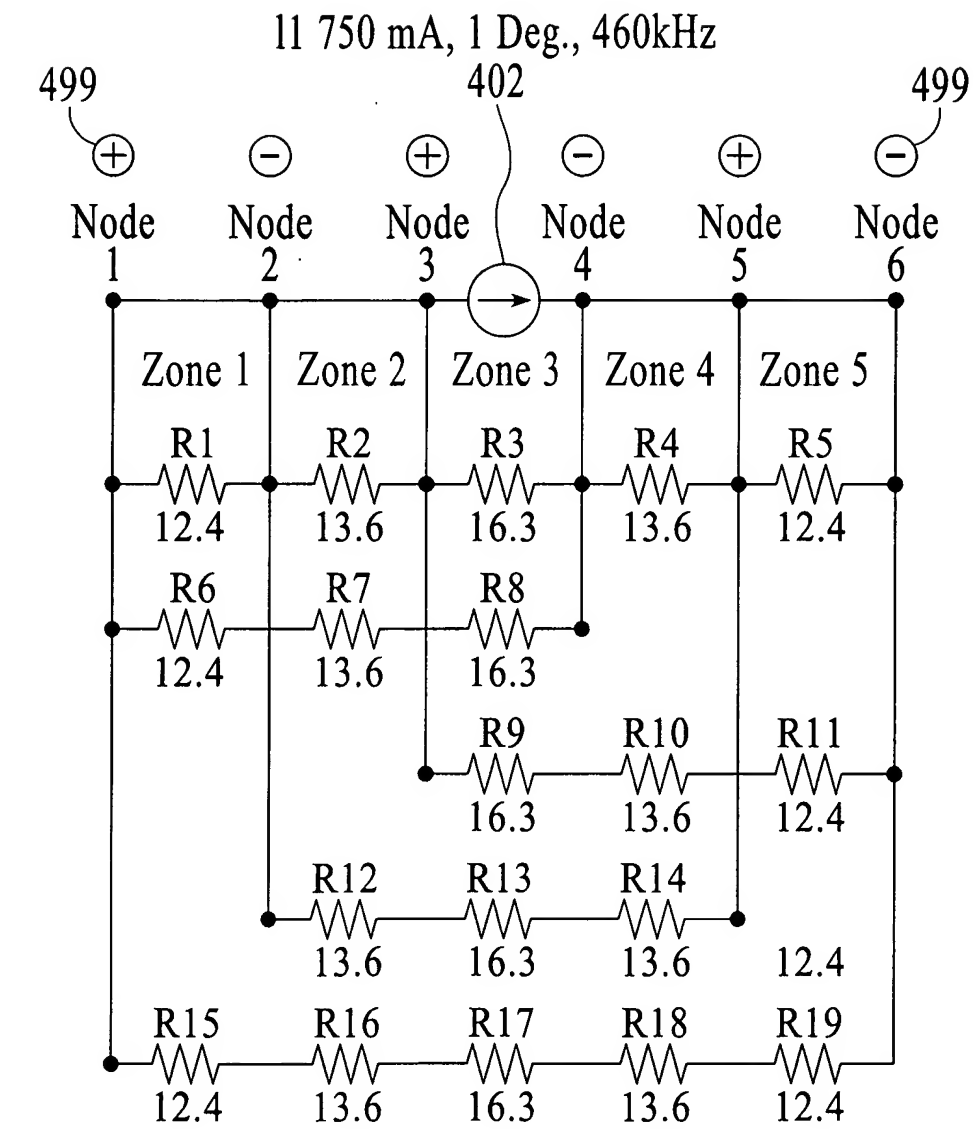 l1 750 mA, 1 Deg., 460kHz
499 402 499
+ − + − + −
Node Node Node Node Node Node
1 2 3 4 5 6
Zone 1 Zone 2 Zone 3 Zone 4 Zone 5
R1 R2 R3 R4 R5
12.4 13.6 16.3 13.6 12.4
R6 R7 R8
12.4 13.6 16.3
R9 R10 R11
16.3 13.6 12.4
R12 R13 R14
13.6 16.3 13.6 12.4
R15 R16 R17 R18 R19
12.4 13.6 16.3 13.6 12.4